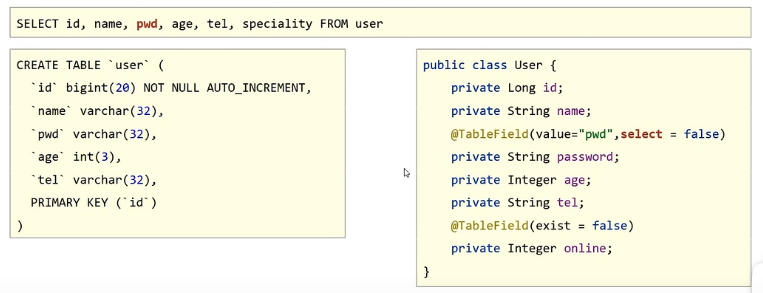 SELECT id, name, pwd, age, tel, speciality FROM user
CREATE TABLE `user` (
`id` bigint(20) NOT NULL AUTO_INCREMENT,
`name` varchar(32),
`pwd` varchar(32),
`age` int(3),
`tel` varchar(32),
PRIMARY KEY (`id`)
)
public class User {
private Long id;
private String name;
@TableField(value="pwd",select = false)
private String password;
private Integer age;
private String tel;
@TableField(exist = false)
private Integer online;
}